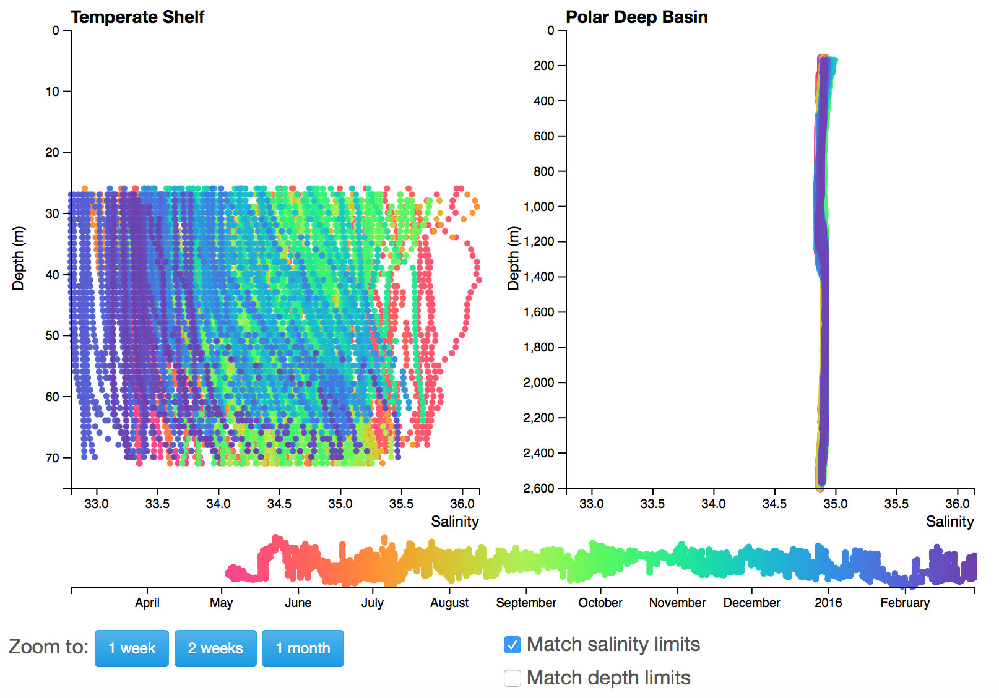 Temperate Shelf
0
10
20
30
40
50
60
70
Depth (m)
33.0 33.5 34.0 34.5 35.0 35.5 36.0
Salinity
Polar Deep Basin
0
200
400
600
800
1,000
1,200
1,400
1,600
1,800
2,000
2,200
2,400
2,600
Depth (m)
33.0 33.5 34.0 34.5 35.0 35.5 36.0
Salinity
April May June July August September October November December 2016 February
Zoom to: 1 week 2 weeks 1 month
Match salinity limits
Match depth limits